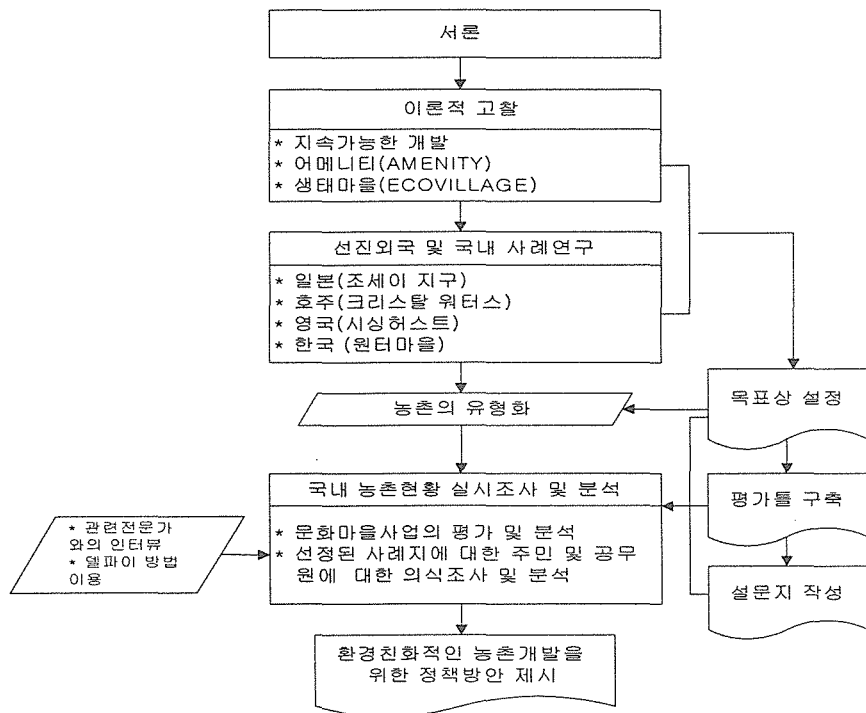 서론
이론적 고찰
* 지속가능한 개발
* 어메니티(AMENITY)
* 생태마을(ECOVILLAGE)
선진외국 및 국내 사례연구
* 일본(조세이 지구)
* 호주(크리스탈 워터스)
* 영국(시싱허스트)
* 한국 (원터마을)
농촌의 유형화
목표상 설정
국내 농촌현황 실시조사 및 분석
* 문화마을사업의 평가 및 분석
* 선정된 사례지에 대한 주민 및 공무
원에 대한 의식조사 및 분석
평가틀 구축
* 관련전문가
와의 인터뷰
* 델파이 방법
이용
설문지 작성
환경친화적인 농촌개발을
위한 정책방안 제시